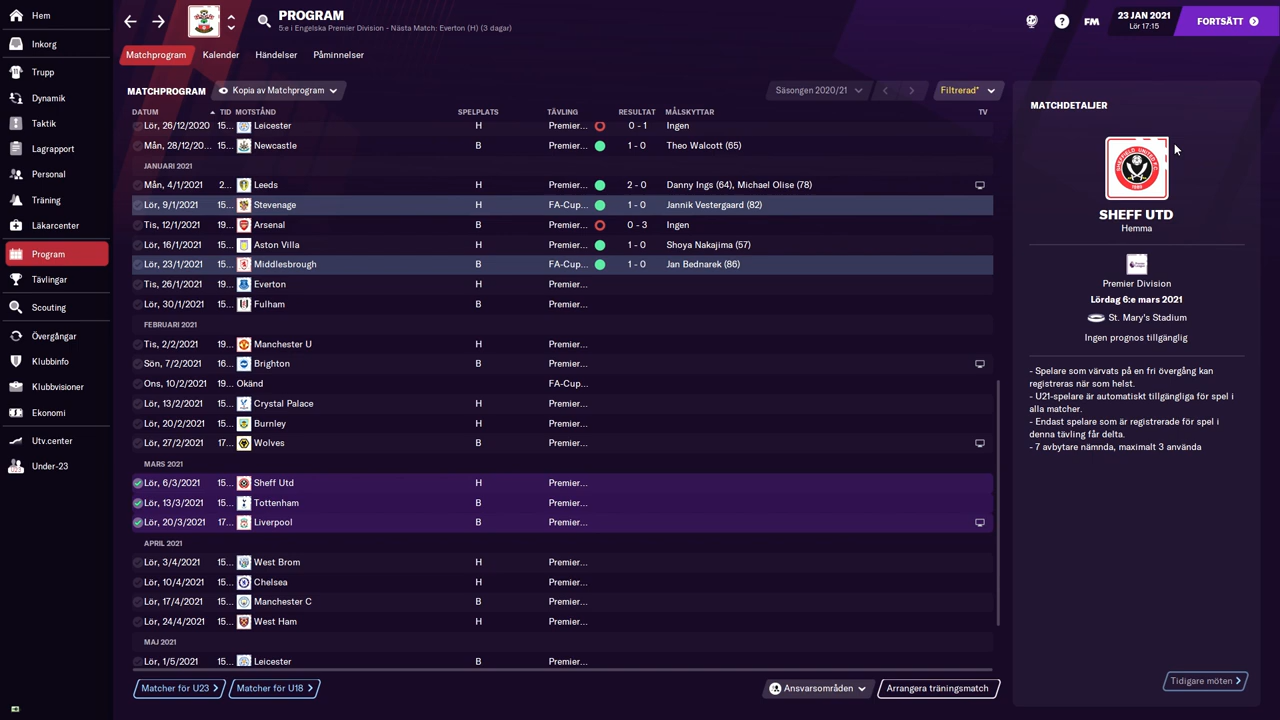 Hem
PROGRAM
5:e i Engelska Premier Division - Nästa Match: Everton (H) (3 dagar)
FM
23 JAN 2021
Lör 17:15
FORTSÄTT
Inkorg
Trupp
Dynamik
Taktik
Lagrapport
Personal
Träning
Läkarcenter
Program
Tävlingar
Scouting
Övergångar
Klubbinfo
Klubbvisioner
Ekonomi
Utv.center
Under-23
Matchprogram Kalender Händelser Påminnelser
MATCHPROGRAM Kopia av Matchprogram Säsongen 2020/21 Filtrerad*
DATUM TID MOTSTÅND SPELPLATS TÄVLING RESULTAT MÅLSKYTTAR TV
Lör, 26/12/2020 15... Leicester H Premier... 0 - 1 Ingen
Mån, 28/12/20... 15... Newcastle B Premier... 1 - 0 Theo Walcott (65)
JANUARI 2021
Mån, 4/1/2021 2... Leeds H Premier... 2 - 0 Danny Ings (64), Michael Olise (78)
Lör, 9/1/2021 15... Stevenage H FA-Cup... 1 - 0 Jannik Vestergaard (82)
Tis, 12/1/2021 19... Arsenal B Premier... 0 - 3 Ingen
Lör, 16/1/2021 15... Aston Villa H Premier... 1 - 0 Shoya Nakajima (57)
Lör, 23/1/2021 15... Middlesbrough B FA-Cup... 1 - 0 Jan Bednarek (86)
Tis, 26/1/2021 19... Everton H Premier...
Lör, 30/1/2021 15... Fulham B Premier...
FEBRUARI 2021
Tis, 2/2/2021 19... Manchester U H Premier...
Sön, 7/2/2021 16... Brighton B Premier...
Ons, 10/2/2021 19... Okänd FA-Cup...
Lör, 13/2/2021 15... Crystal Palace H Premier...
Lör, 20/2/2021 15... Burnley H Premier...
Lör, 27/2/2021 17... Wolves B Premier...
MARS 2021
Lör, 6/3/2021 15... Sheff Utd H Premier...
Lör, 13/3/2021 15... Tottenham B Premier...
Lör, 20/3/2021 17... Liverpool B Premier...
APRIL 2021
Lör, 3/4/2021 15... West Brom H Premier...
Lör, 10/4/2021 15... Chelsea H Premier...
Lör, 17/4/2021 15... Manchester C B Premier...
Lör, 24/4/2021 15... West Ham H Premier...
MAJ 2021
Lör, 1/5/2021 15... Leicester B Premier...
Matcher för U23 Matcher för U18 Ansvarsområden Arrangera träningsmatch
MATCHDETALJER
SHEFF UTD
Hemma
Premier Division
Lördag 6:e mars 2021
St. Mary's Stadium
Ingen prognos tillgänglig
- Spelare som värvats på en fri övergång kan
registreras när som helst.
- U21-spelare är automatiskt tillgängliga för spel i
alla matcher.
- Endast spelare som är registrerade för spel i
denna tävling får delta.
- 7 avbytare nämnda, maximalt 3 använda
Tidigare möten